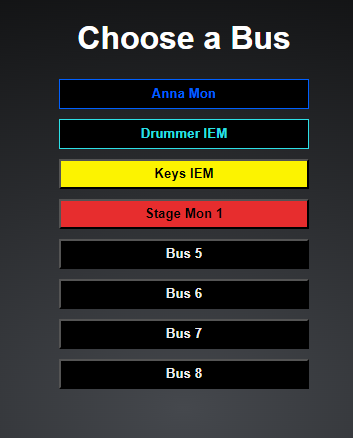 Choose a Bus
Anna Mon
Drummer IEM
Keys IEM
Stage Mon 1
Bus 5
Bus 6
Bus 7
Bus 8